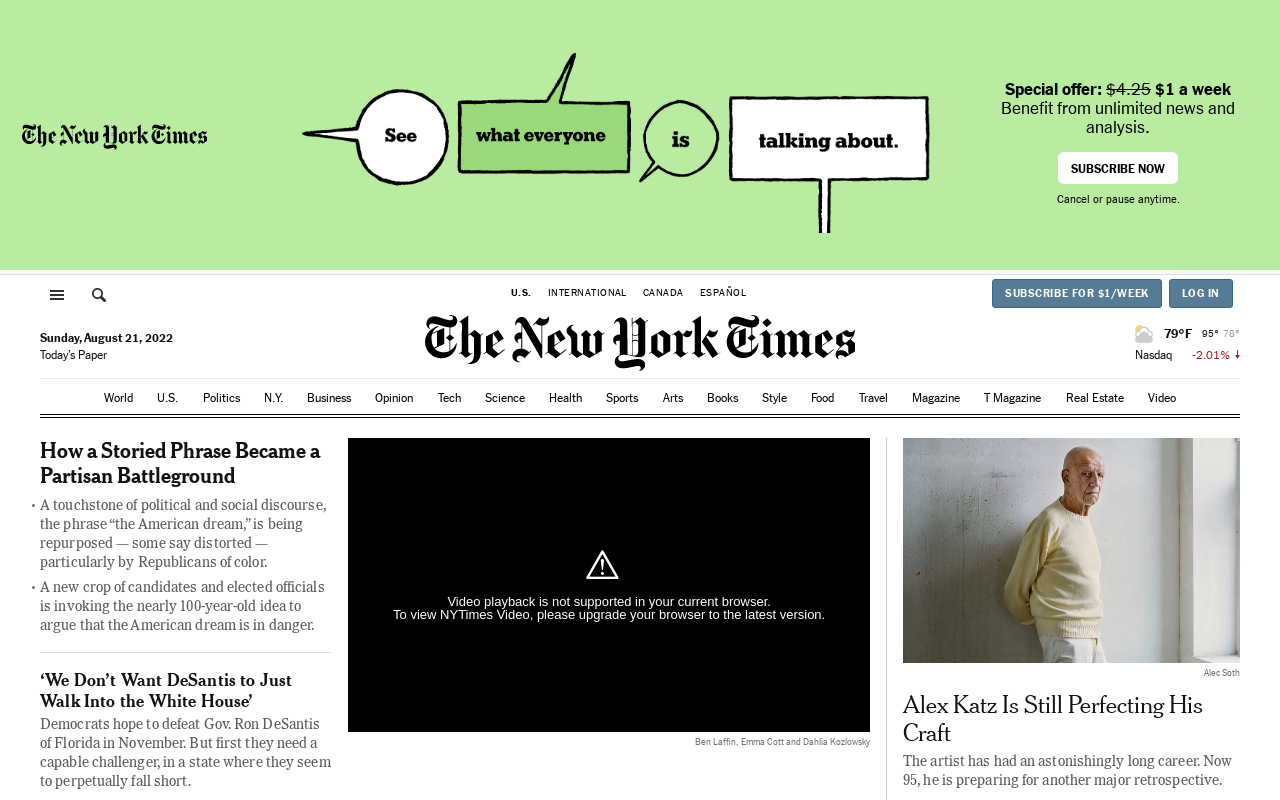 The New York Times
See
what everyone
is
talking about.
Special offer: $4.25 $1 a week
Benefit from unlimited news and
analysis.
SUBSCRIBE NOW
Cancel or pause anytime.
U.S. INTERNATIONAL CANADA ESPAÑOL
SUBSCRIBE FOR $1/WEEK LOG IN
Sunday, August 21, 2022
Today's Paper
The New York Times
79°F 95° 78°
Nasdaq -2.01%
World U.S. Politics N.Y. Business Opinion Tech Science Health Sports Arts Books Style Food Travel Magazine T Magazine Real Estate Video
How a Storied Phrase Became a
Partisan Battleground
A touchstone of political and social discourse,
the phrase “the American dream,” is being
repurposed — some say distorted —
particularly by Republicans of color.
A new crop of candidates and elected officials
is invoking the nearly 100-year-old idea to
argue that the American dream is in danger.
‘We Don’t Want DeSantis to Just
Walk Into the White House’
Democrats hope to defeat Gov. Ron DeSantis
of Florida in November. But first they need a
capable challenger, in a state where they seem
to perpetually fall short.
Video playback is not supported in your current browser.
To view NYTimes Video, please upgrade your browser to the latest version.
Ben Laffin, Emma Cott and Dahlia Kozlowsky
Alec Soth
Alex Katz Is Still Perfecting His
Craft
The artist has had an astonishingly long career. Now
95, he is preparing for another major retrospective.